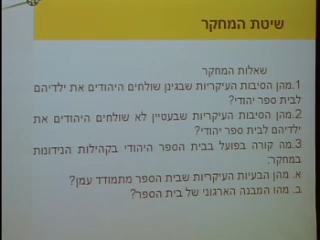 שיטת המחקר
שאלות המחקר
1.מהן הסיבות העיקריות שבגינן שולחים היהודים את ילדיהם
לבית ספר יהודי?
2.מהן הסיבות העיקריות שבעטיין לא שולחים היהודים את
ילדיהם לבית ספר יהודי?
3.מה קורה בפועל בבית הספר היהודי בקהילות הנידונות
במחקר:
א. מהן הבעיות העיקריות שבית הספר מתמודד עמן?
ב. מהו המבנה הארגוני של בית הספר?